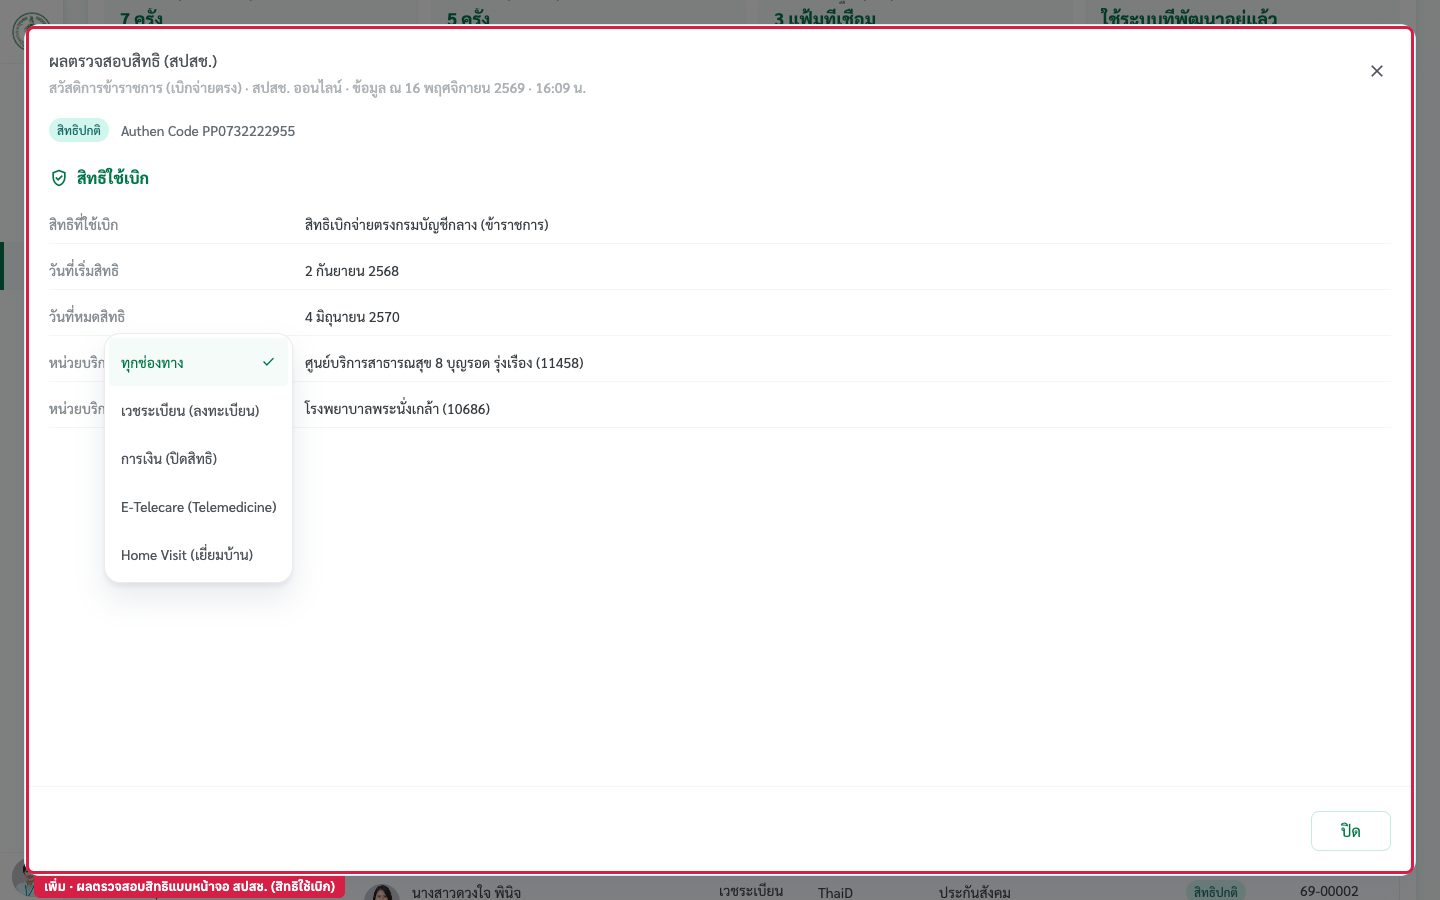 7 ครั้ง
5 ครั้ง
3 แฟ้มที่เชื่อม
ใช้ระบบที่พัฒนาอยู่แล้ว
ผลตรวจสอบสิทธิ (สปสช.)
สวัสดิการข้าราชการ (เบิกจ่ายตรง) · สปสช. ออนไลน์ · ข้อมูล ณ 16 พฤศจิกายน 2569 · 16:09 น.
สิทธิปกติ Authen Code PP0732222955
สิทธิใช้เบิก
สิทธิที่ใช้เบิก สิทธิเบิกจ่ายตรงกรมบัญชีกลาง (ข้าราชการ)
วันที่เริ่มสิทธิ 2 กันยายน 2568
วันที่หมดสิทธิ 4 มิถุนายน 2570
หน่วยบริก ทุกช่องทาง ศูนย์บริการสาธารณสุข 8 บุญรอด รุ่งเรือง (11458)
หน่วยบริก เวชระเบียน (ลงทะเบียน) โรงพยาบาลพระนั่งเกล้า (10686)
การเงิน (ปิดสิทธิ)
E-Telecare (Telemedicine)
Home Visit (เยี่ยมบ้าน)
ปิด
เพิ่ม · ผลตรวจสอบสิทธิแบบหน้าจอ สปสช. (สิทธิใช้เบิก)
นางสาวดวงใจ พินิจ เวชระเบียน ThaiD ประกันสังคม สิทธิปกติ 69-00002